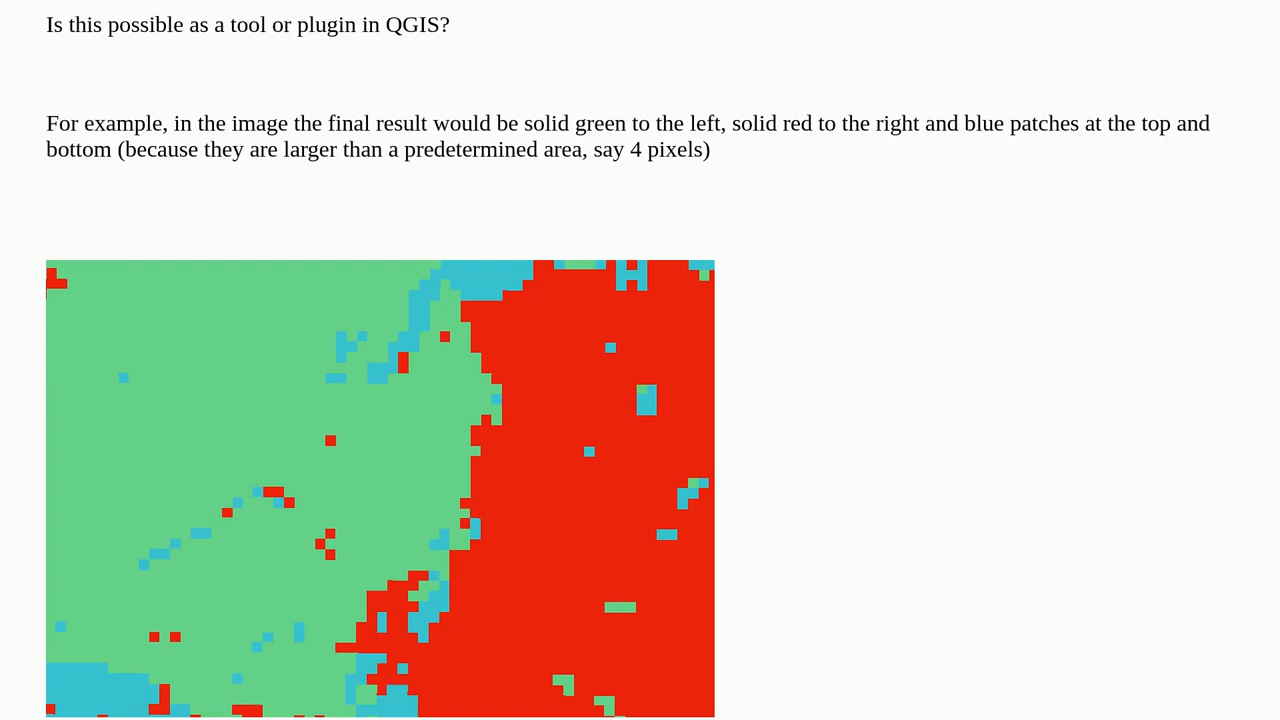 Is this possible as a tool or plugin in QGIS?
For example, in the image the final result would be solid green to the left, solid red to the right and blue patches at the top and
bottom (because they are larger than a predetermined area, say 4 pixels)